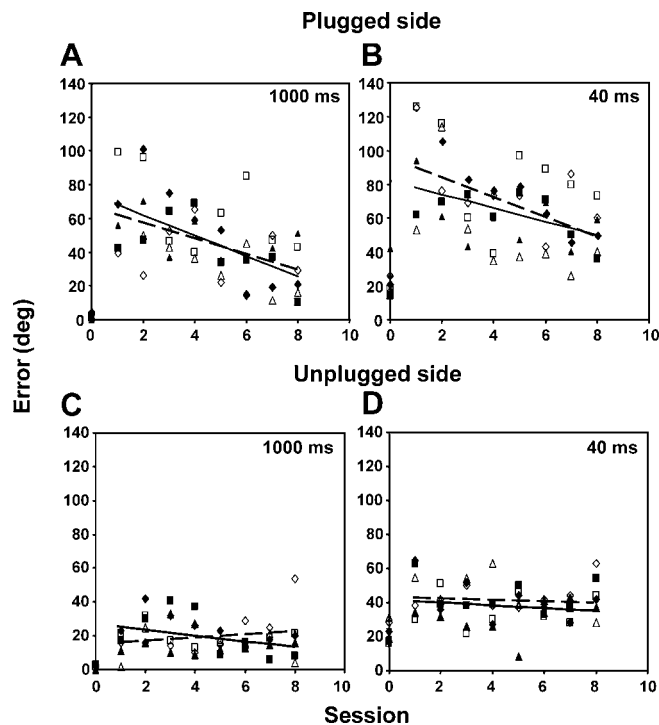 Plugged side
A B
1000 ms 40 ms
140 140
120 120
100 100
80 80
60 60
40 40
20 20
0 0
0 2 4 6 8 10 0 2 4 6 8 10
Error (deg)
Unplugged side
C D
1000 ms 40 ms
140 140
120 120
100 100
80 80
60 60
40 40
20 20
0 0
0 2 4 6 8 10 0 2 4 6 8 10
Session